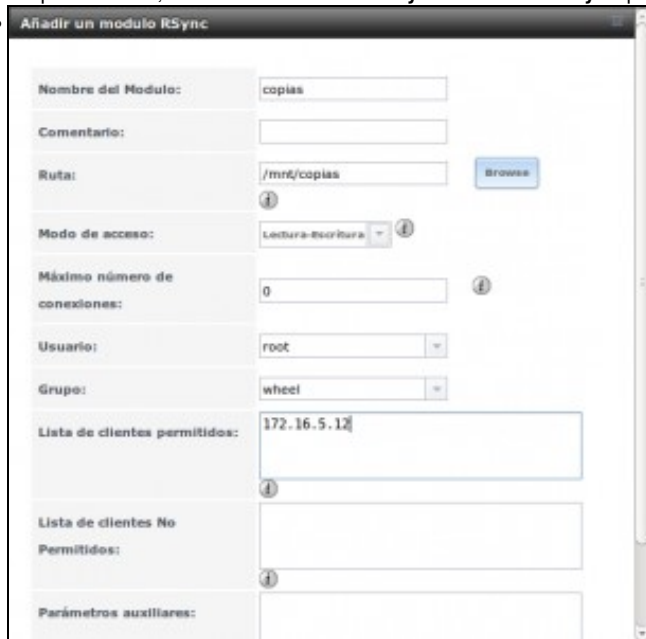 Añadir un modulo RSync
Nombre del Modulo:
copias
Comentario:
Ruta:
/mnt/copias
Browse
Modo de acceso:
Lectura-Escritura
Máximo número de
conexiones:
0
Usuario:
root
Grupo:
wheel
Lista de clientes permitidos:
172.16.5.12
Lista de clientes No
Permitidos:
Parámetros auxiliares: